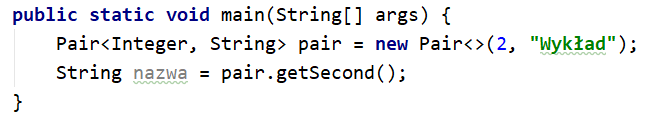 public static void main(String[] args) {
    Pair<Integer, String> pair = new Pair<>(2, "Wykład");
    String nazwa = pair.getSecond();
}